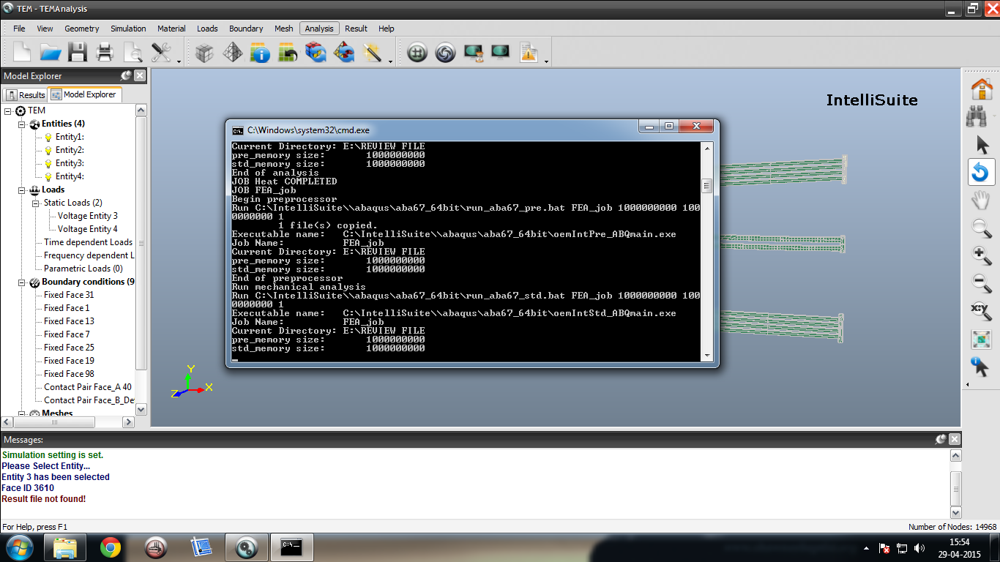 TEM - TEMAnalysis
File View Geometry Simulation Material Loads Boundary Mesh Analysis Result Help
Model Explorer
Results Model Explorer
TEM
Entities (4)
Entity1:
Entity2:
Entity3:
Entity4:
Loads
Static Loads (2)
Voltage Entity 3
Voltage Entity 4
Time dependent Loads
Frequency dependent L
Parametric Loads (0)
Boundary conditions (9
Fixed Face 31
Fixed Face 1
Fixed Face 13
Fixed Face 7
Fixed Face 25
Fixed Face 19
Fixed Face 98
Contact Pair Face_A 40
Contact Pair Face_B_De
Meshes
IntelliSuite
C:\Windows\system32\cmd.exe
Current Directory: E:\REVIEW FILE
pre_memory size: 1000000000
std_memory size: 1000000000
End of analysis
JOB Heat COMPLETED
JOB FEA_job
Begin preprocessor
Run C:\IntelliSuite\\abaqus\aba67_64bit\run_aba67_pre.bat FEA_job 1000000000 100
0000000 1
1 file(s) copied.
Executable name: C:\IntelliSuite\\abaqus\aba67_64bit\oemIntPre_ABQmain.exe
Job Name: FEA_job
Current Directory: E:\REVIEW FILE
pre_memory size: 1000000000
std_memory size: 1000000000
End of preprocessor
Run mechanical analysis
Run C:\IntelliSuite\\abaqus\aba67_64bit\run_aba67_std.bat FEA_job 1000000000 100
0000000 1
Executable name: C:\IntelliSuite\\abaqus\aba67_64bit\oemIntStd_ABQmain.exe
Job Name: FEA_job
Current Directory: E:\REVIEW FILE
pre_memory size: 1000000000
std_memory size: 1000000000
Y
X
Z
X:Y
Messages:
Simulation setting is set.
Please Select Entity...
Entity 3 has been selected
Face ID 3610
Result file not found!
For Help, press F1
Number of Nodes: 14968
C:\
15:54
29-04-2015